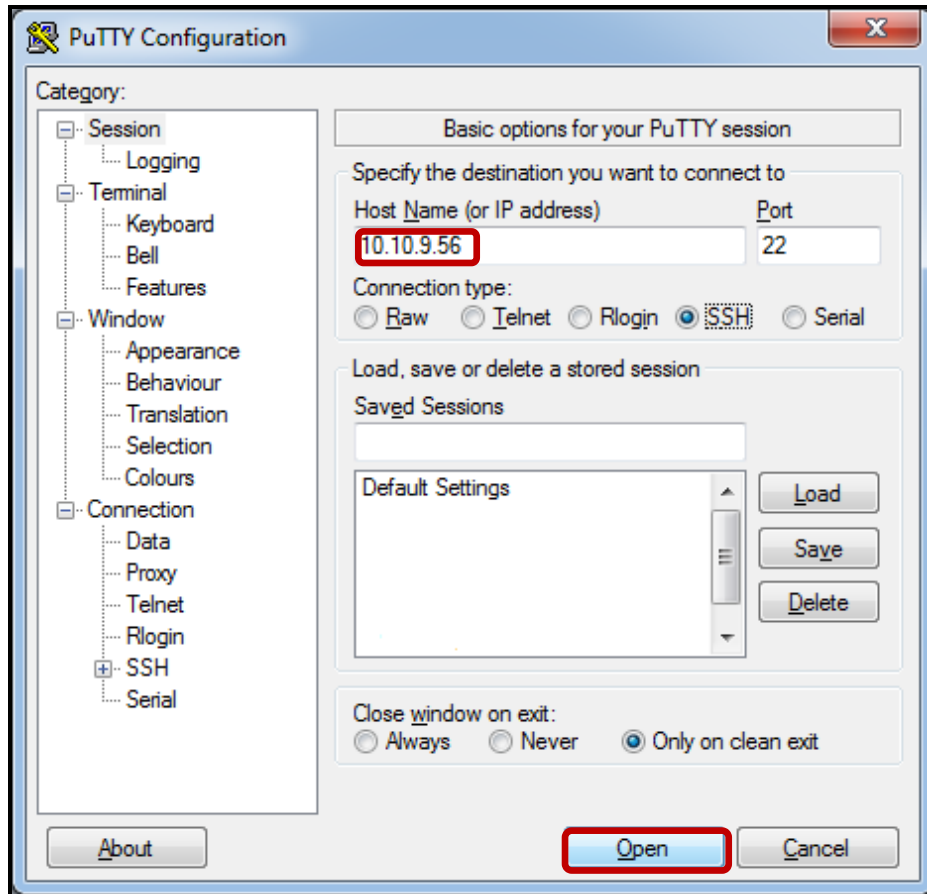 PuTTY Configuration
X
Category:
Session
Logging
Terminal
Keyboard
Bell
Features
Window
Appearance
Behaviour
Translation
Selection
Colours
Connection
Data
Proxy
Telnet
Rlogin
SSH
Serial
Basic options for your PuTTY session
Specify the destination you want to connect to
Host Name (or IP address) Port
10.10.9.56 22
Connection type:
Raw Telnet Rlogin SSH Serial
Load, save or delete a stored session
Saved Sessions
Default Settings
Load
Save
Delete
Close window on exit:
Always Never Only on clean exit
About Open Cancel